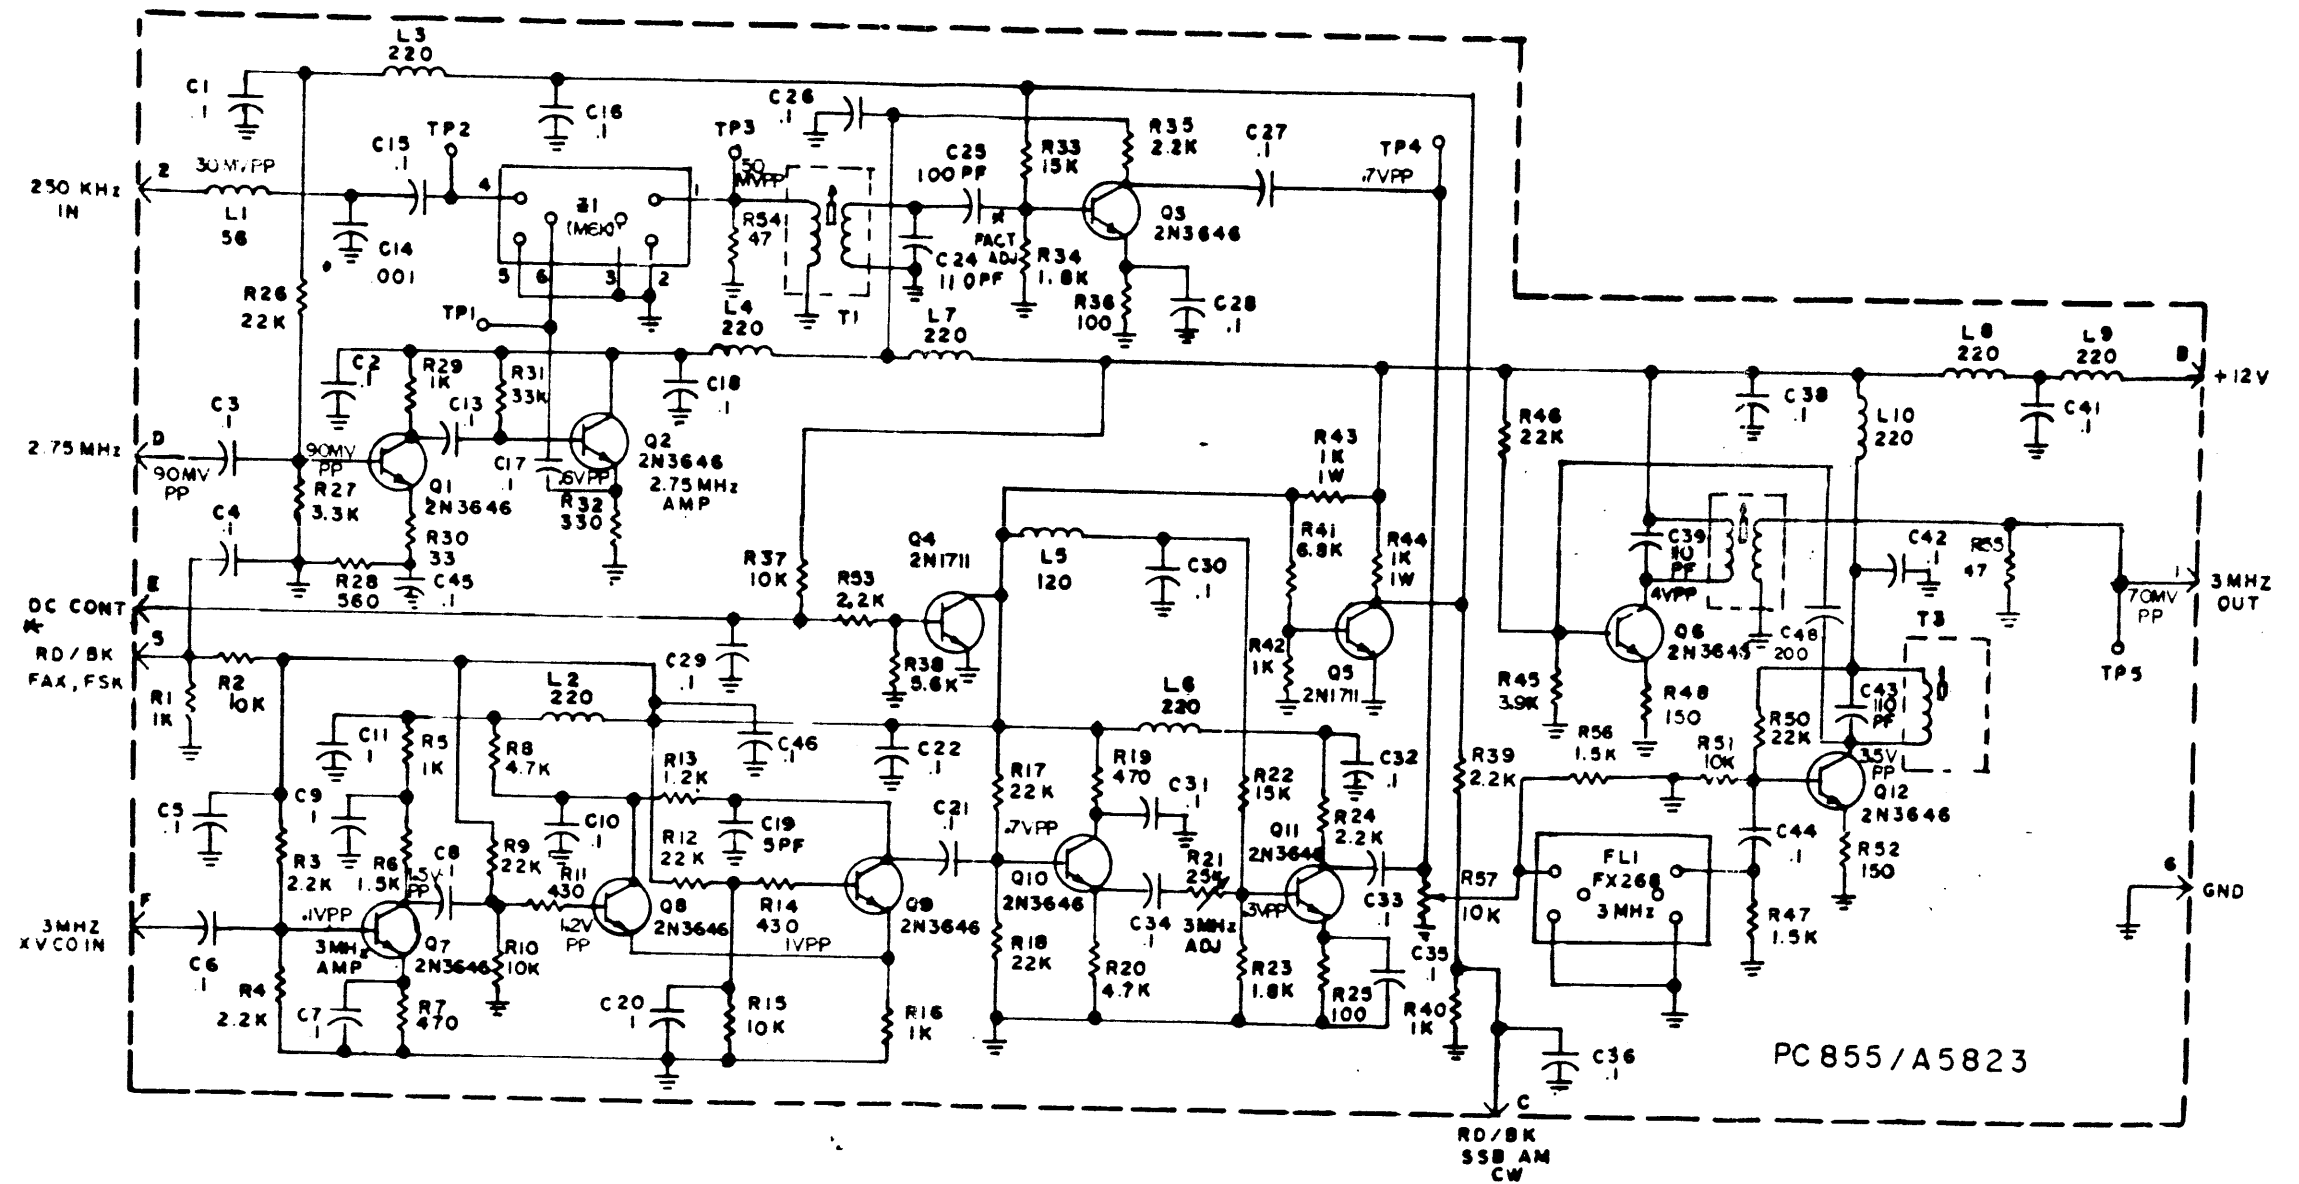 L3
220
C1
.1
C16
.1
C26
.1
TP2
TP3
C15
.1
2
30MVPP
250 KHz
IN
L1
56
C14
.001
4
1
Z1
5
6
3
2
50
MVPP
R54
47
T1
C25
100PF
FACT
ADJ
C24
110PF
R33
15K
R34
1.8K
R35
2.2K
Q3
2N3646
R36
100
C28
.1
C27
.1
TP4
.7VPP
R26
22K
TP1
L4
220
L7
220
L8
220
L9
220
B
+12V
C2
.1
R29
1K
C13
.1
R31
33K
C18
.1
C38
.1
L10
220
C41
.1
C3
.1
2.75MHz
D
90MV
PP
90MV
PP
R27
3.3K
Q1
2N3646
C17
.1
.6VPP
R32
330
Q2
2N3646
2.75MHz
AMP
R43
1K
1W
R46
22K
C4
.1
R30
33
R28
560
C45
.1
R37
10K
R53
2.2K
Q4
2N1711
L5
120
C30
.1
R41
6.8K
R44
1K
1W
C39
110
PF
4VPP
C42
.1
R55
47
1
3MHZ
OUT
70MV
PP
TP5
E
DC CONT
*
S
RD/BK
FAX, FSK
R1
1K
R2
10K
C29
.1
R38
5.6K
R42
1K
Q5
2N1711
Q6
2N3646
C48
200
T3
R45
3.9K
R48
150
C43
110
PF
L2
220
L6
220
C11
.1
R5
1K
R8
4.7K
C46
.1
C22
.1
R13
1.2K
R17
22K
R19
470
C31
.1
R22
15K
C32
.1
R39
2.2K
R56
1.5K
R51
10K
R50
22K
3.5V
PP
Q12
2N3646
C5
.1
C9
.1
C10
.1
C19
5PF
C21
.1
.7VPP
R24
2.2K
C44
.1
R52
150
R3
2.2K
R6
1.5K
C8
.1
R9
22K
R11
430
R12
22K
R14
430
Q11
2N3646
R21
25K
FL1
FX266
3MHz
F
3MHZ
XVCOIN
C6
.1
.1VPP
3MHz
AMP
Q7
2N3646
R10
10K
1.2V
PP
Q8
2N3646
1VPP
Q9
2N3646
Q10
2N3646
C34
.1
3MHz
ADJ
.3VPP
C33
.1
R57
10K
R47
1.5K
6
GND
R4
2.2K
C7
.1
R7
470
C20
.1
R15
10K
R16
1K
R18
22K
R20
4.7K
R23
1.8K
R25
100
C35
.1
R40
1K
C36
.1
PC855/A5823
C
RD/BK
SSB AM
CW